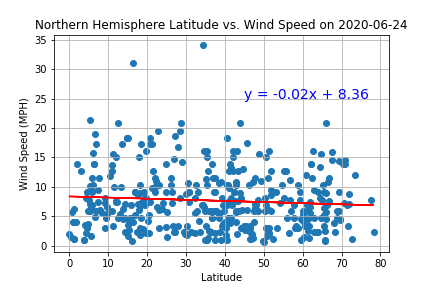 Northern Hemisphere Latitude vs. Wind Speed on 2020-06-24
35
30
25
20
15
10
5
0
Wind Speed (MPH)
y = -0.02x + 8.36
0 10 20 30 40 50 60 70 80
Latitude